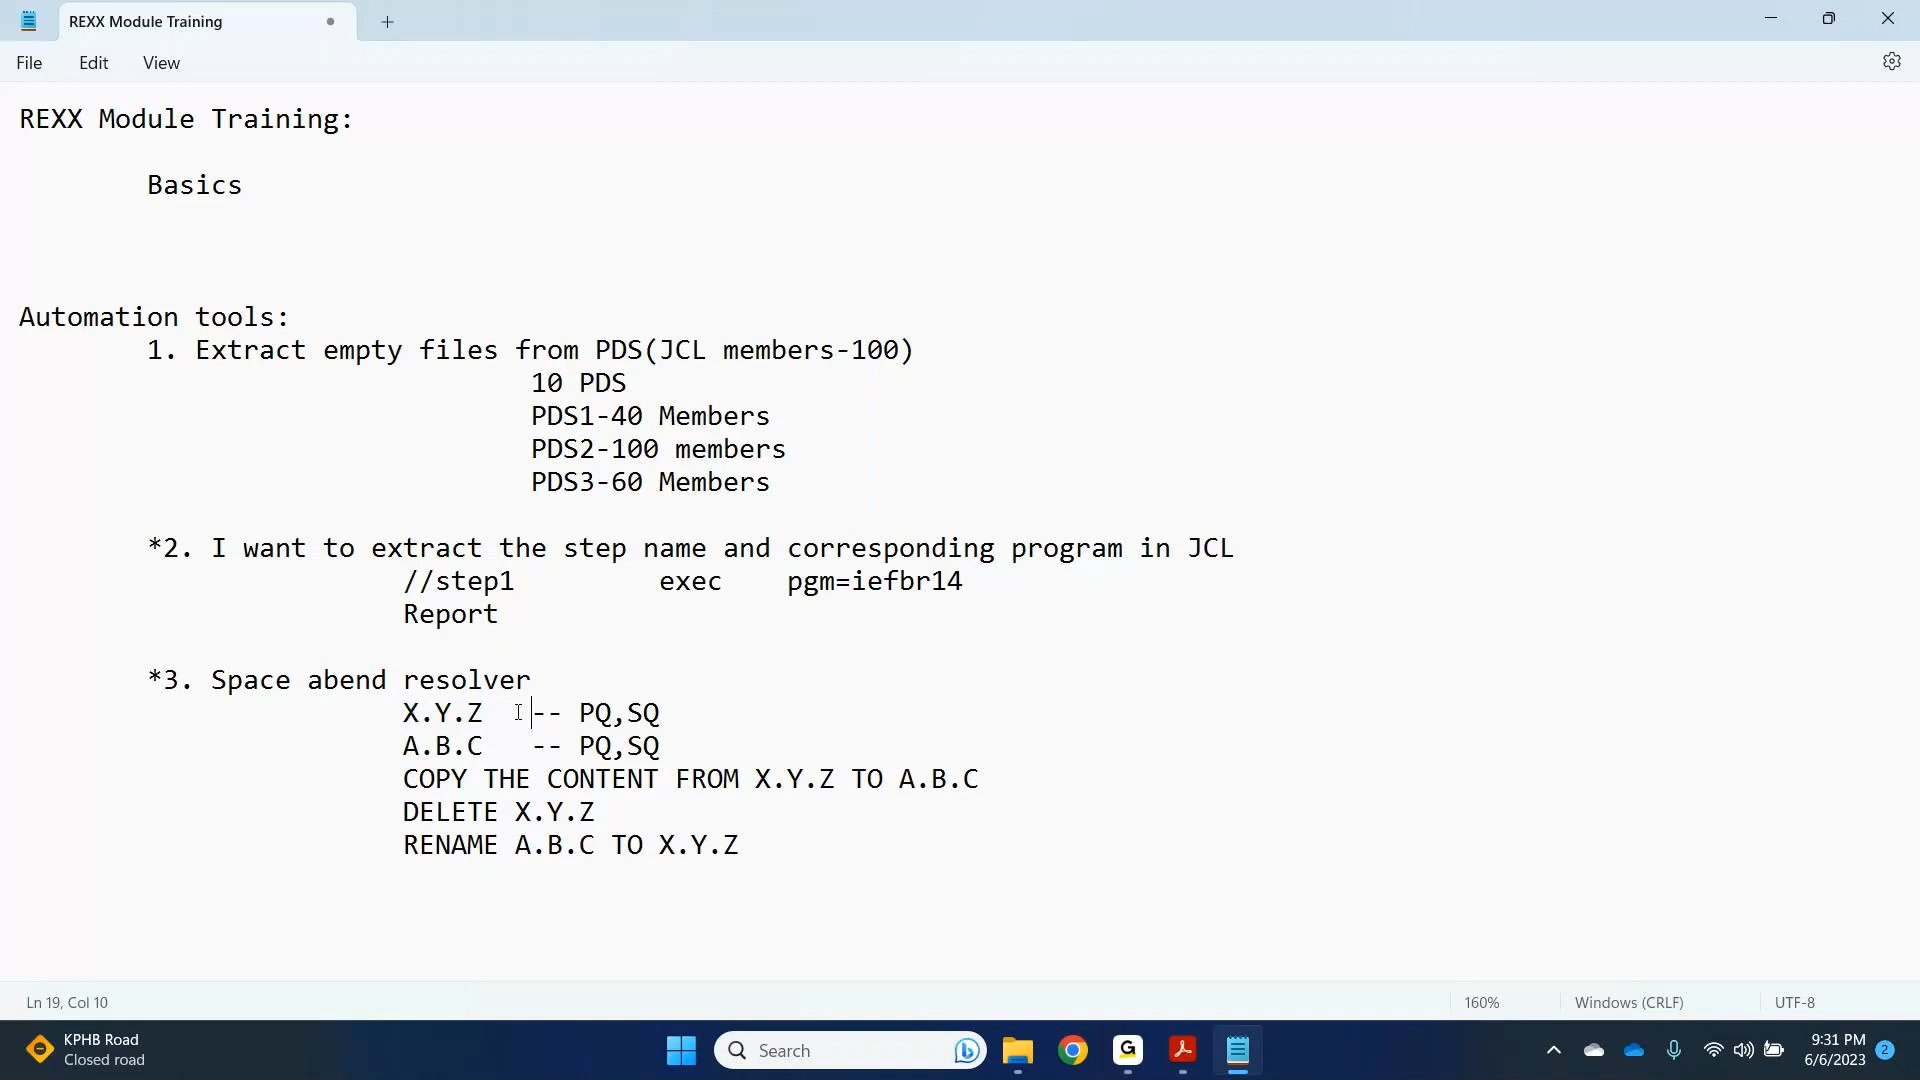 REXX Module Training
File Edit View
REXX Module Training:
Basics
Automation tools:
1. Extract empty files from PDS(JCL members-100)
10 PDS
PDS1-40 Members
PDS2-100 members
PDS3-60 Members
*2. I want to extract the step name and corresponding program in JCL
//step1 exec pgm=iefbr14
Report
*3. Space abend resolver
X.Y.Z -- PQ,SQ
A.B.C -- PQ,SQ
COPY THE CONTENT FROM X.Y.Z TO A.B.C
DELETE X.Y.Z
RENAME A.B.C TO X.Y.Z
Ln 19, Col 10 160% Windows (CRLF) UTF-8
KPHB Road
Closed road
Search
9:31 PM
6/6/2023
2